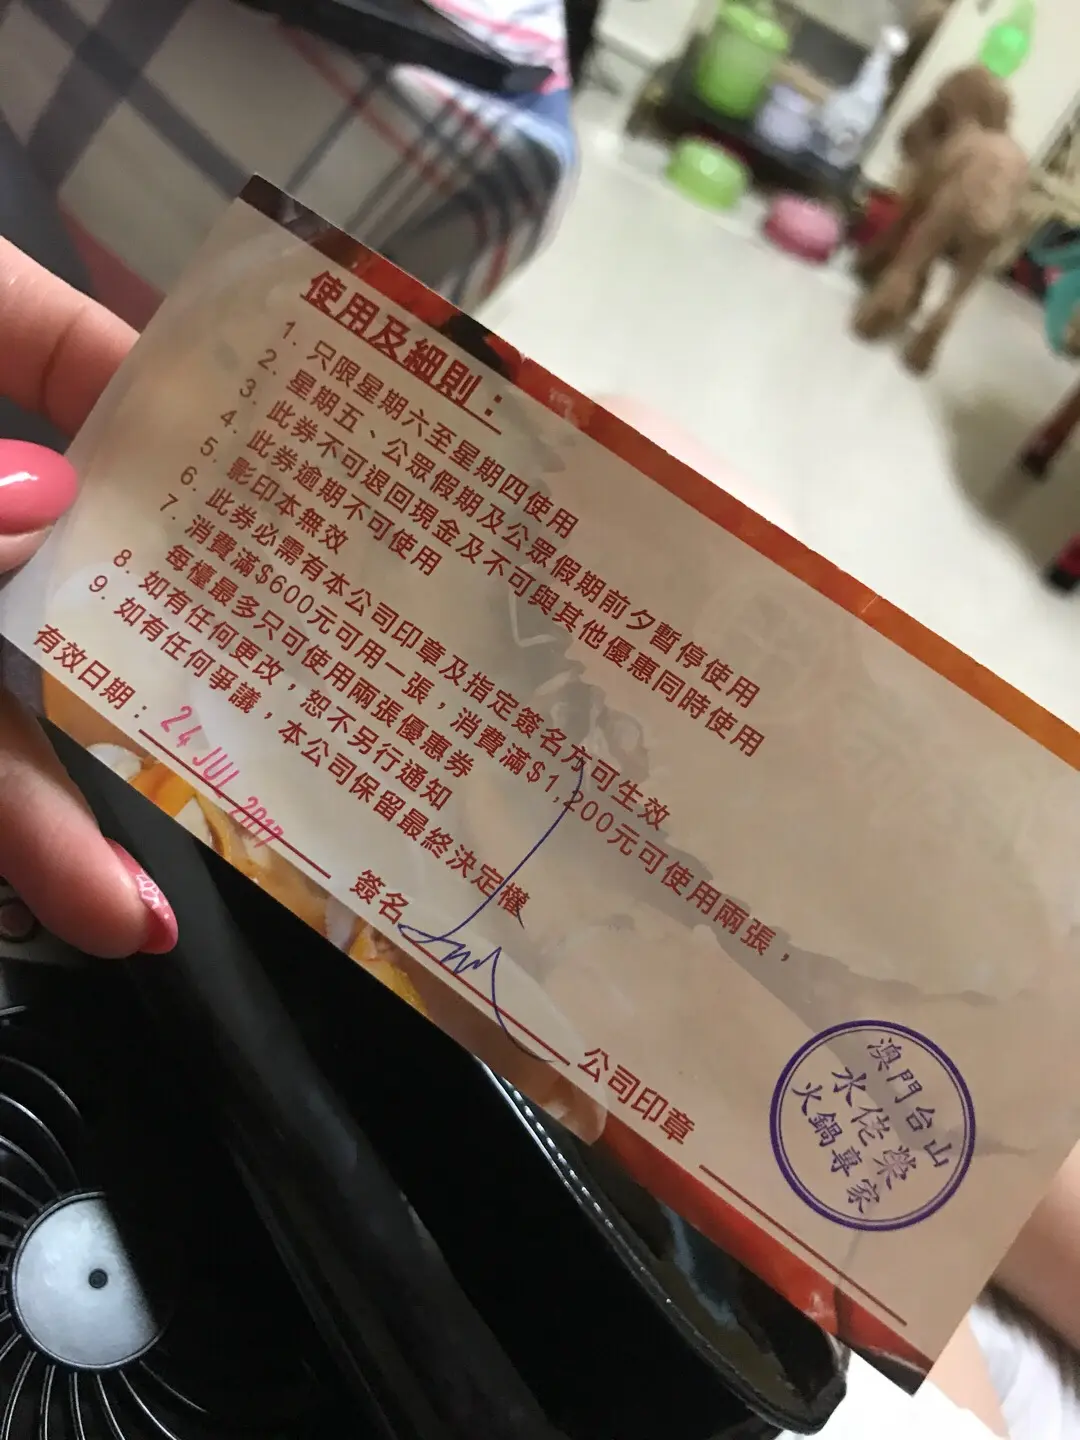 使用及細則：
1. 只限星期六至星期四使用
2. 星期五、公眾假期及公眾假期前夕暫停使用
3. 此券不可退回現金及不可與其他優惠同時使用
4. 此券逾期不可使用
5. 影印本無效
6. 此券必需有本公司印章及指定簽名方可生效
7. 消費滿$600元可用一張，消費滿$1,200元可使用兩張，
每檯最多只可使用兩張優惠券
8. 如有任何更改，恕不另行通知
9. 如有任何爭議，本公司保留最終決定權
有效日期：24 JUL 2017 簽名 公司印章
澳門台山
水佬榮
火鍋專家